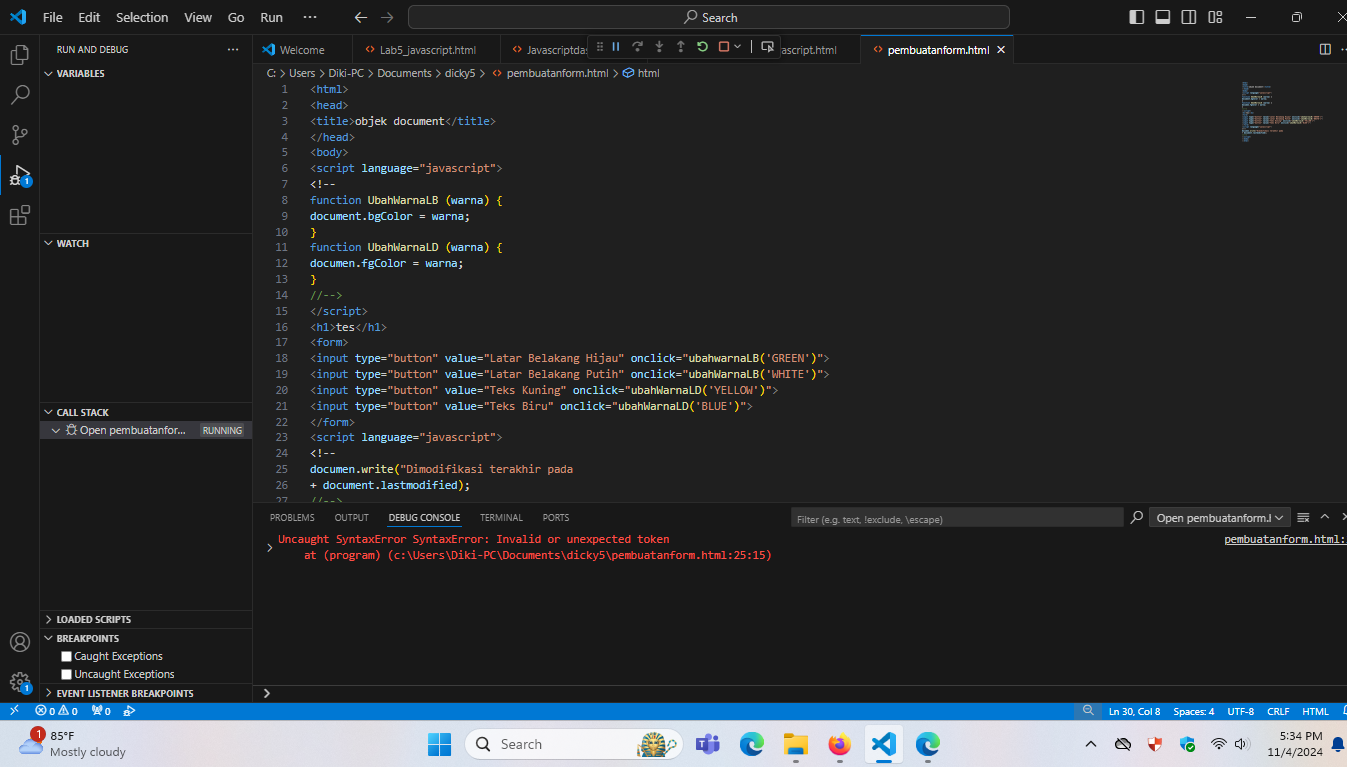 File Edit Selection View Go Run ··· Search
RUN AND DEBUG ···
Welcome Lab5_javascript.html Javascriptdas ascript.html pembuatanform.html
VARIABLES
C: > Users > Diki-PC > Documents > dicky5 > pembuatanform.html > html
1 <html>
2 <head>
3 <title>objek document</title>
4 </head>
5 <body>
6 <script language="javascript">
7 <!--
8 function UbahWarnaLB (warna) {
9 document.bgColor = warna;
10 }
11 function UbahWarnaLD (warna) {
12 documen.fgColor = warna;
13 }
14 //-->
15 </script>
16 <h1>tes</h1>
17 <form>
18 <input type="button" value="Latar Belakang Hijau" onclick="ubahwarnaLB('GREEN')">
19 <input type="button" value="Latar Belakang Putih" onclick="ubahwarnaLB('WHITE')">
20 <input type="button" value="Teks Kuning" onclick="ubahWarnaLD('YELLOW')">
21 <input type="button" value="Teks Biru" onclick="ubahWarnaLD('BLUE')">
22 </form>
23 <script language="javascript">
24 <!--
25 documen.write("Dimodifikasi terakhir pada
26 + document.lastmodified);
27 //-->
WATCH
CALL STACK
Open pembuatanfor... RUNNING
LOADED SCRIPTS
BREAKPOINTS
Caught Exceptions
Uncaught Exceptions
EVENT LISTENER BREAKPOINTS
PROBLEMS OUTPUT DEBUG CONSOLE TERMINAL PORTS
Filter (e.g. text, !exclude, \escape)
Open pembuatanform.l
Uncaught SyntaxError SyntaxError: Invalid or unexpected token
pembuatanform.html:
at (program) (c:\Users\Diki-PC\Documents\dicky5\pembuatanform.html:25:15)
1
1
0 0 0
Ln 30, Col 8 Spaces: 4 UTF-8 CRLF HTML
1
85°F
Mostly cloudy
Search
5:34 PM
11/4/2024